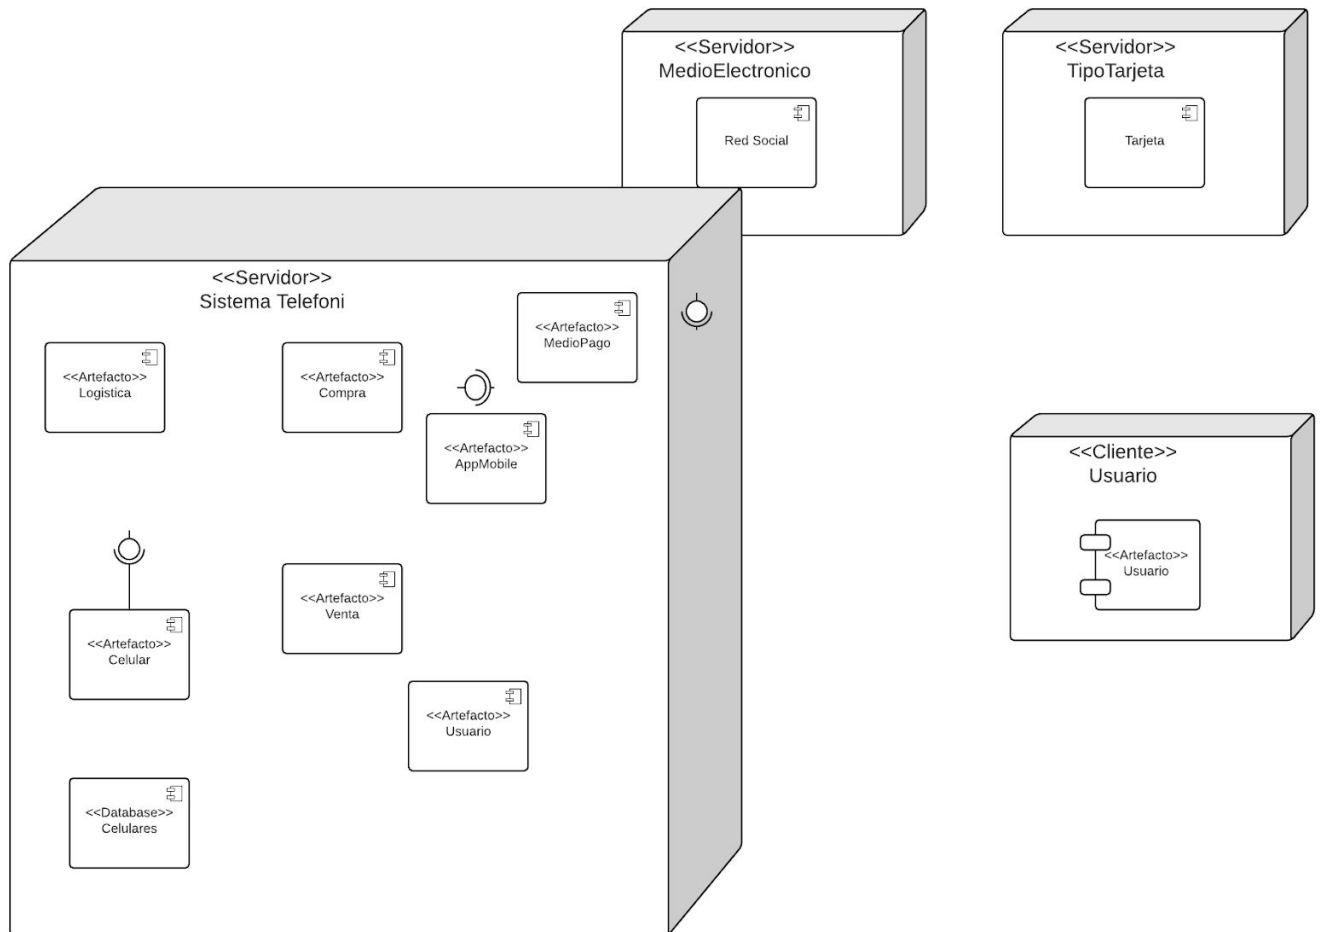 <<Servidor>>
MedioElectronico
Red Social
<<Servidor>>
TipoTarjeta
Tarjeta
<<Servidor>>
Sistema Telefoni
<<Artefacto>>
MedioPago
<<Artefacto>>
Logistica
<<Artefacto>>
Compra
<<Artefacto>>
AppMobile
<<Cliente>>
Usuario
<<Artefacto>>
Usuario
<<Artefacto>>
Venta
<<Artefacto>>
Celular
<<Artefacto>>
Usuario
<<Database>>
Celulares